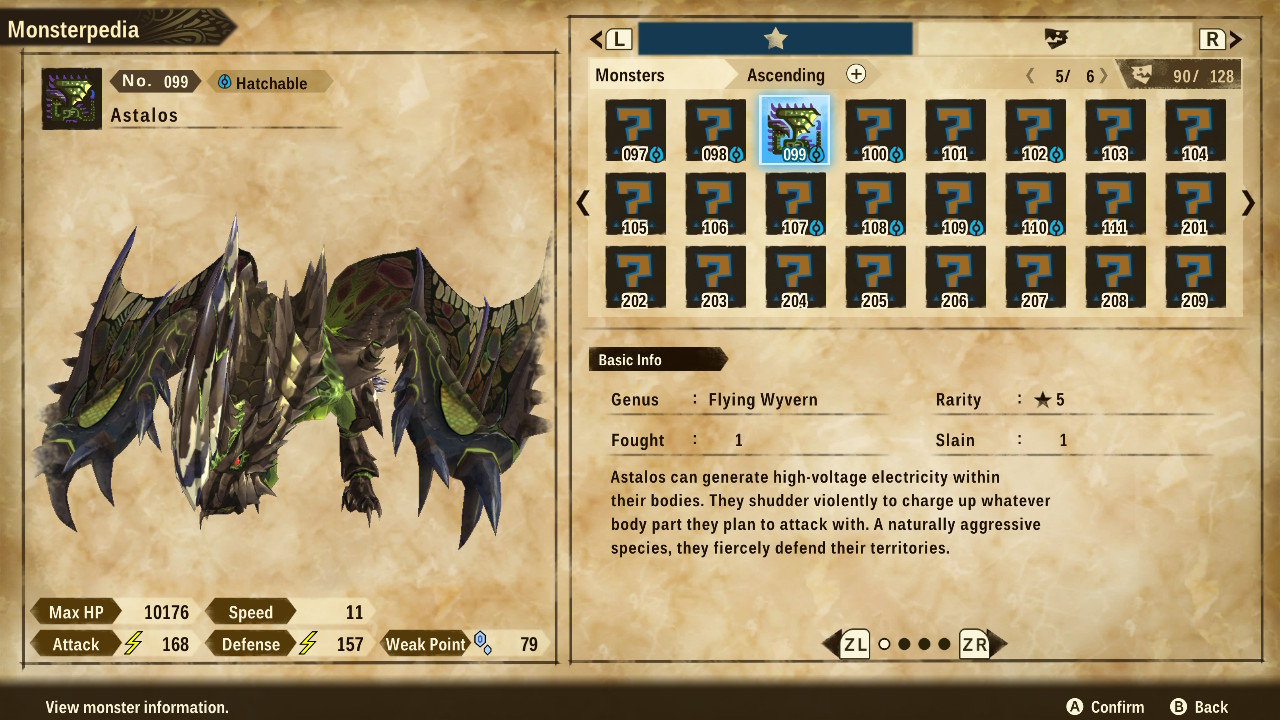 Monsterpedia
No. 099
Hatchable
Astalos
Max HP 10176 Speed 11
Attack 168 Defense 157 Weak Point 79
L R
Monsters Ascending + 5/ 6 90/ 128
? ? ? ? ? ? ? ?
097 098 099 100 101 102 103 104
? ? ? ? ? ? ? ?
105 106 107 108 109 110 111 201
? ? ? ? ? ? ? ?
202 203 204 205 206 207 208 209
Basic Info
Genus : Flying Wyvern Rarity : ★ 5
Fought : 1 Slain : 1
Astalos can generate high-voltage electricity within
their bodies. They shudder violently to charge up whatever
body part they plan to attack with. A naturally aggressive
species, they fiercely defend their territories.
ZL ZR
View monster information.
A Confirm B Back